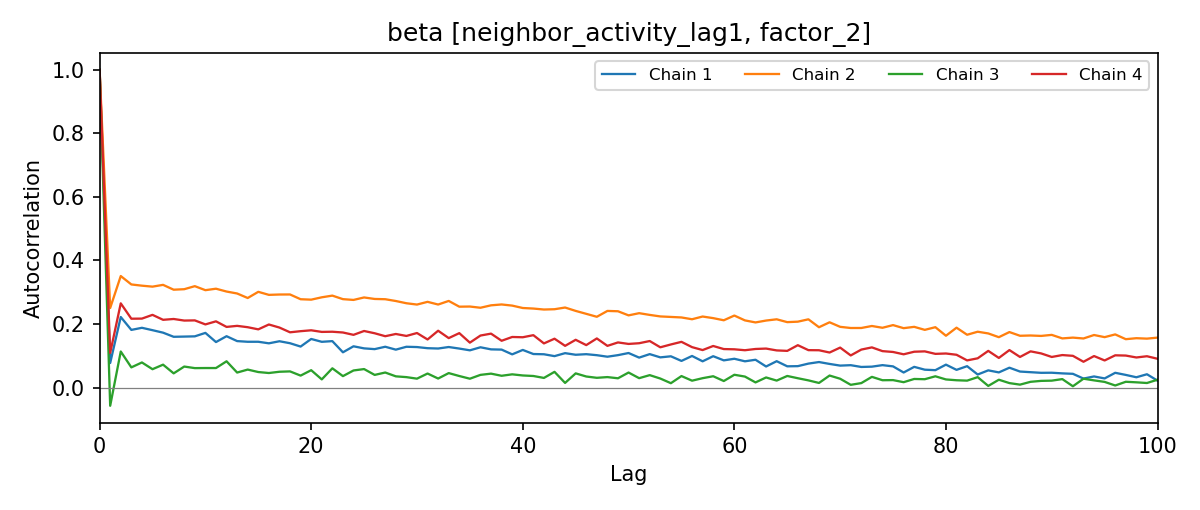 beta [neighbor_activity_lag1, factor_2]
Chain 1 Chain 2 Chain 3 Chain 4
Autocorrelation
1.0
0.8
0.6
0.4
0.2
0.0
0 20 40 60 80 100
Lag